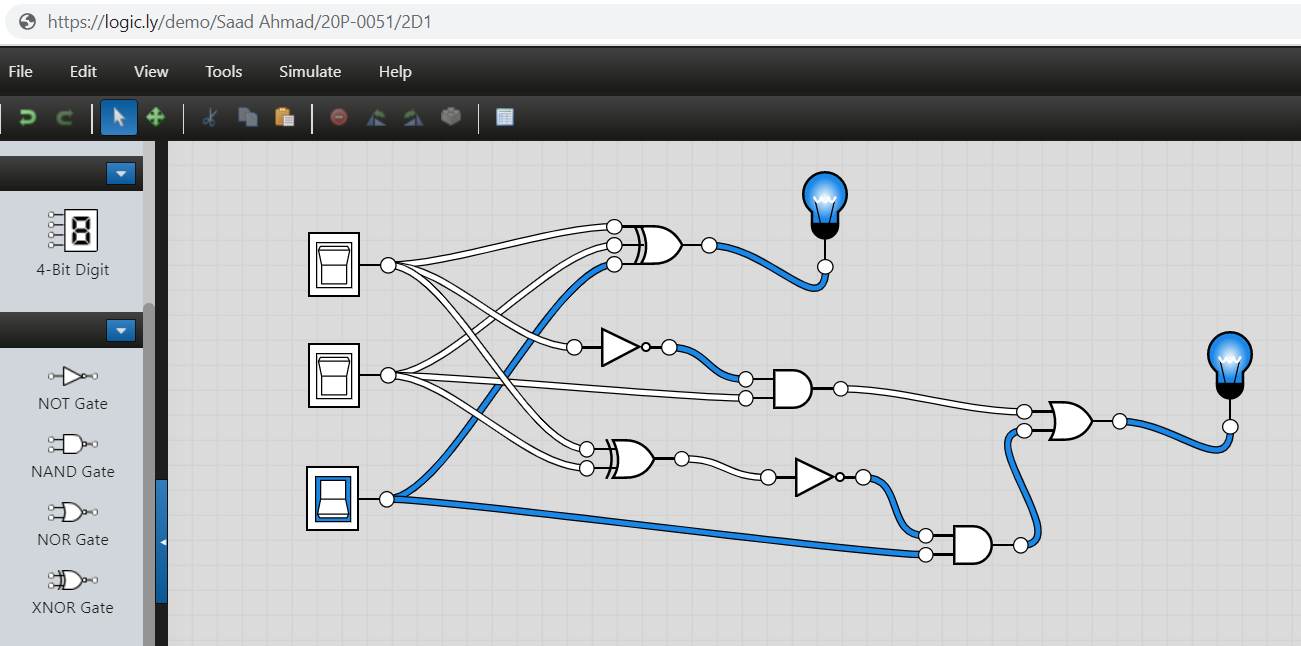 https://logic.ly/demo/Saad Ahmad/20P-0051/2D1
File Edit View Tools Simulate Help
4-Bit Digit
NOT Gate
NAND Gate
NOR Gate
XNOR Gate